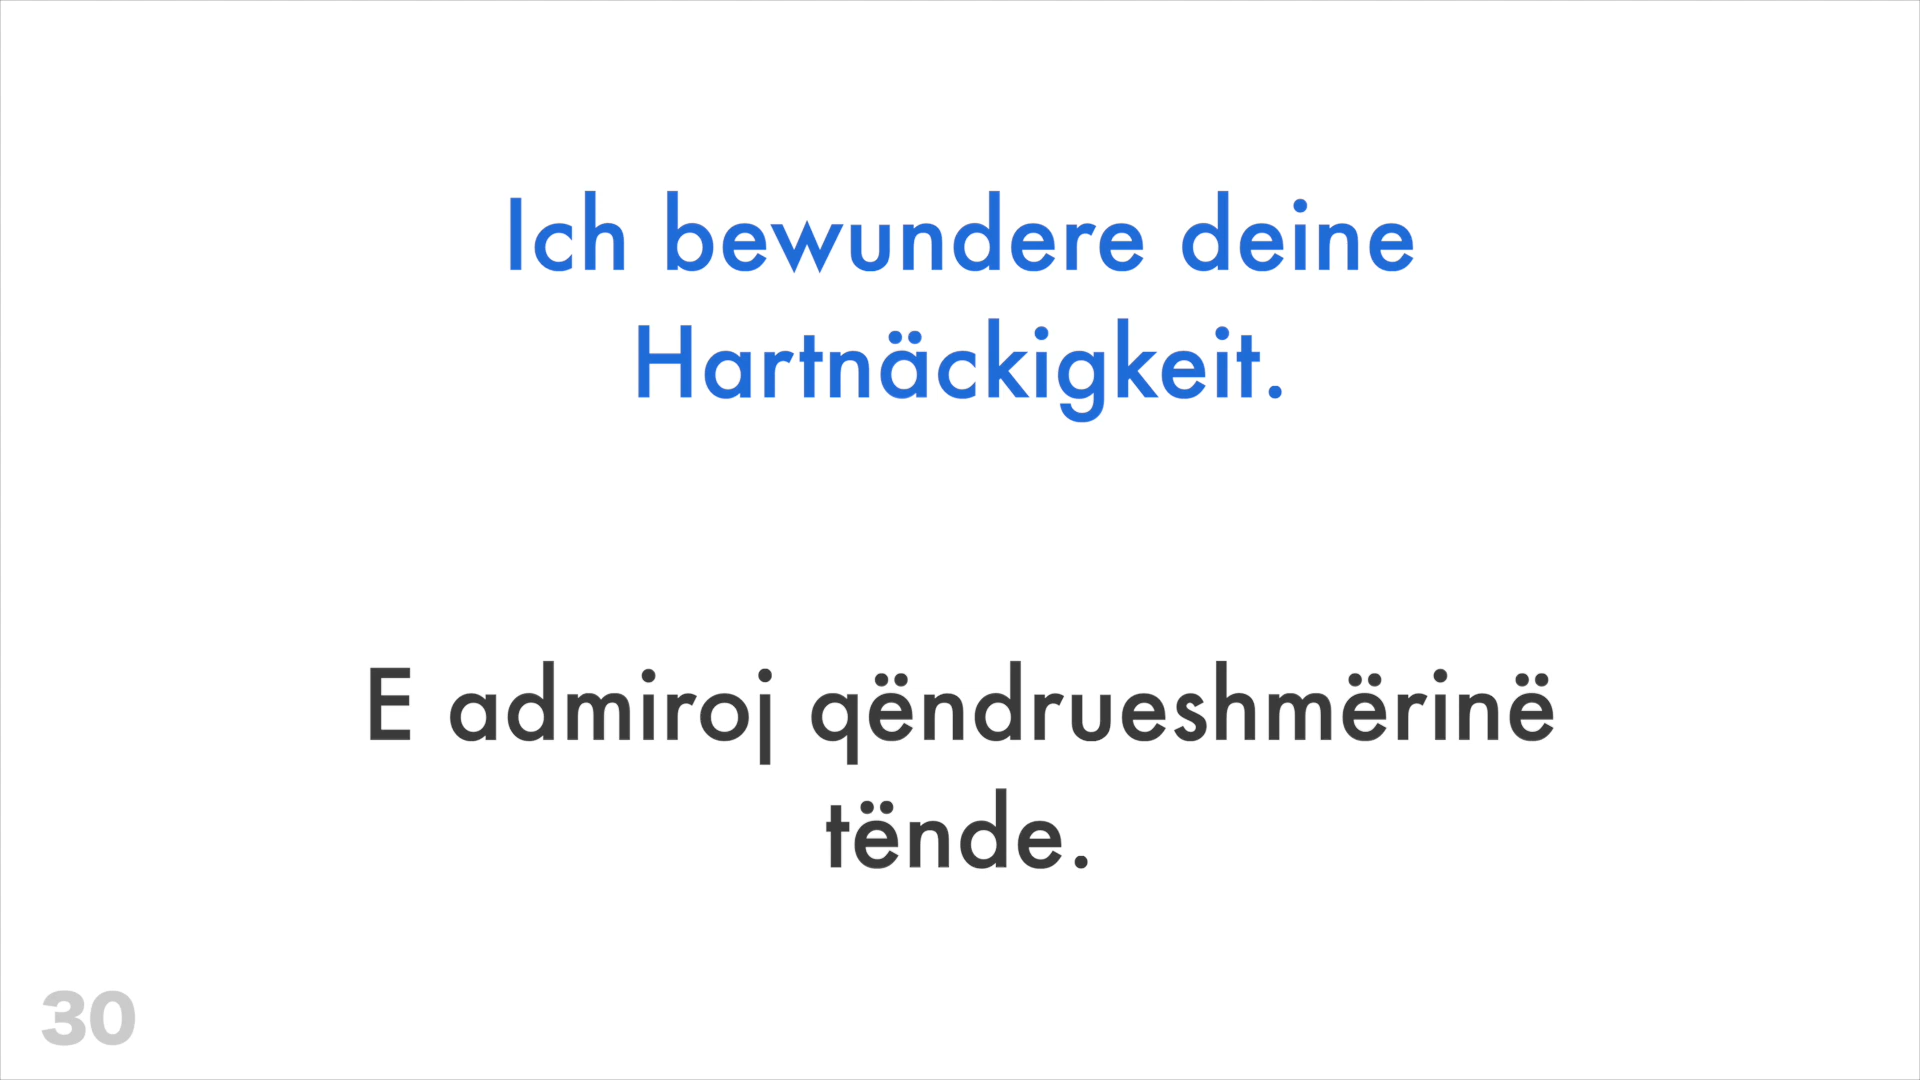 Ich bewundere deine
Hartnäckigkeit.
E admiroj qëndrueshmërinë
tënde.
30